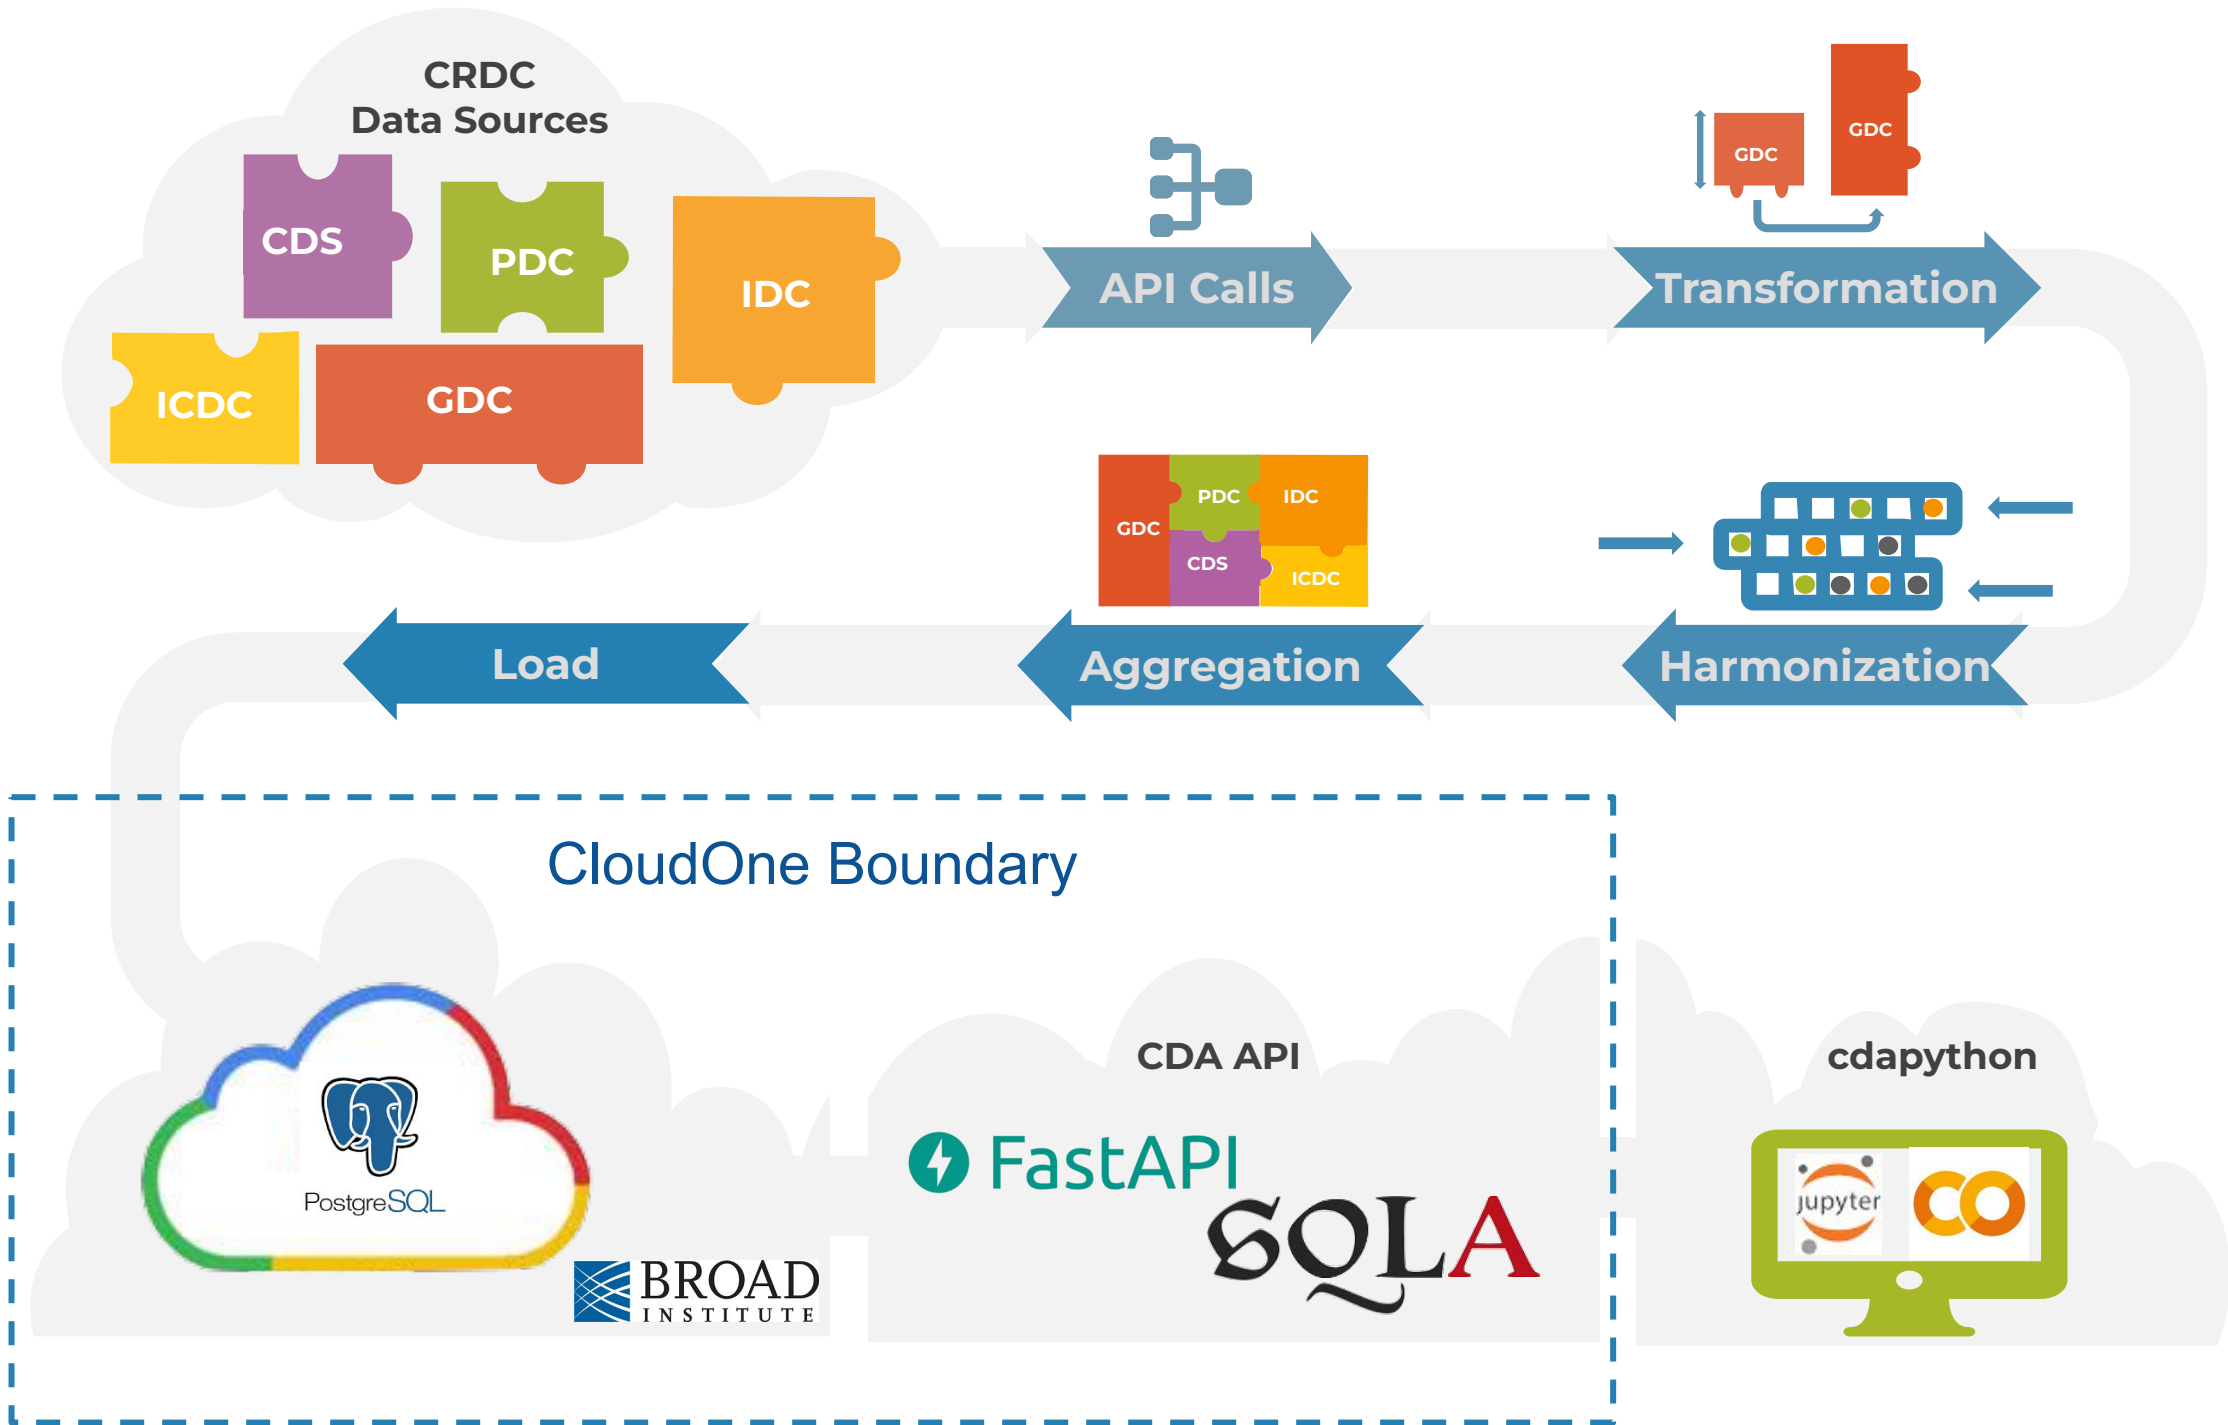 CRDC
Data Sources
CDS
PDC
IDC
ICDC
GDC
API Calls
GDC
GDC
Transformation
GDC
PDC
IDC
CDS
ICDC
Load
Aggregation
Harmonization
CloudOne Boundary
PostgreSQL
BROAD
INSTITUTE
CDA API
FastAPI
SQLA
cdapython
jupyter
CO